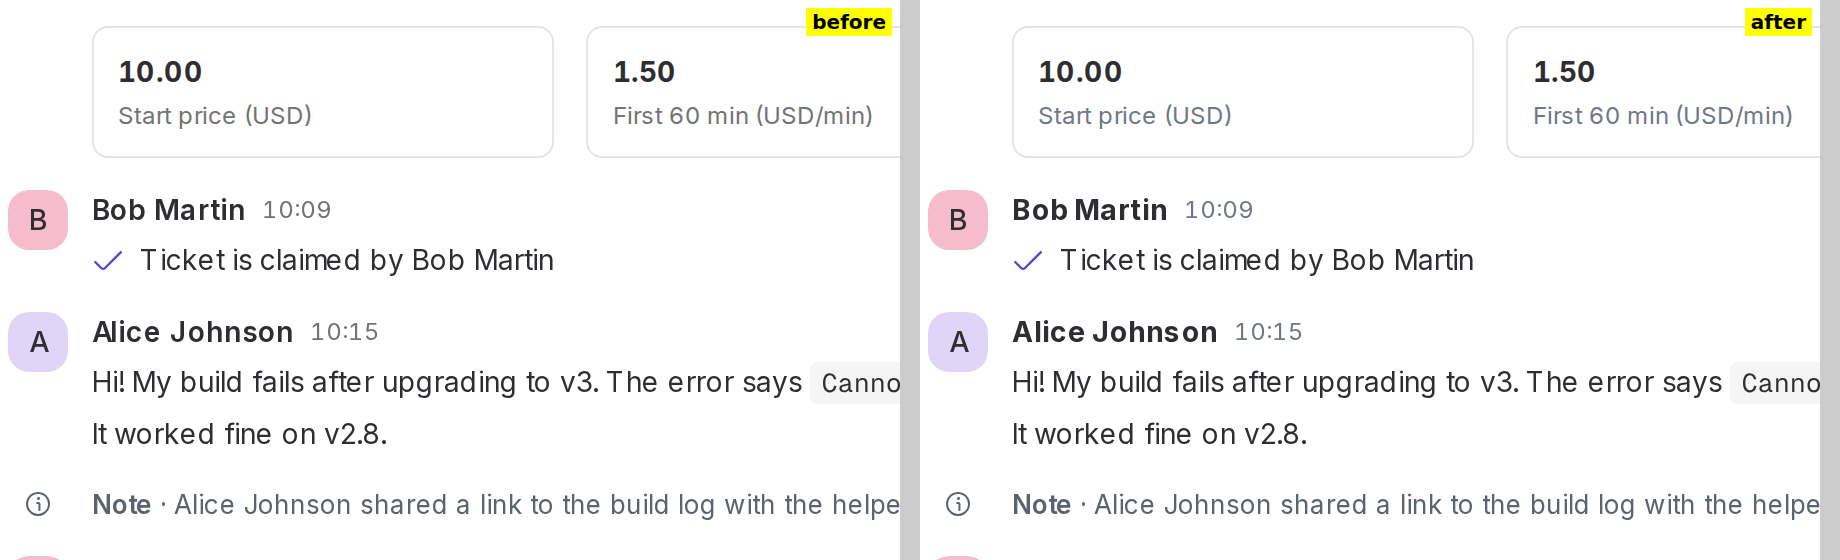 before
10.00
Start price (USD)
1.50
First 60 min (USD/min)
B
Bob Martin 10:09
Ticket is claimed by Bob Martin
A
Alice Johnson 10:15
Hi! My build fails after upgrading to v3. The error says Canno
It worked fine on v2.8.
Note · Alice Johnson shared a link to the build log with the helpe
after
10.00
Start price (USD)
1.50
First 60 min (USD/min)
B
Bob Martin 10:09
Ticket is claimed by Bob Martin
A
Alice Johnson 10:15
Hi! My build fails after upgrading to v3. The error says Canno
It worked fine on v2.8.
Note · Alice Johnson shared a link to the build log with the helpe